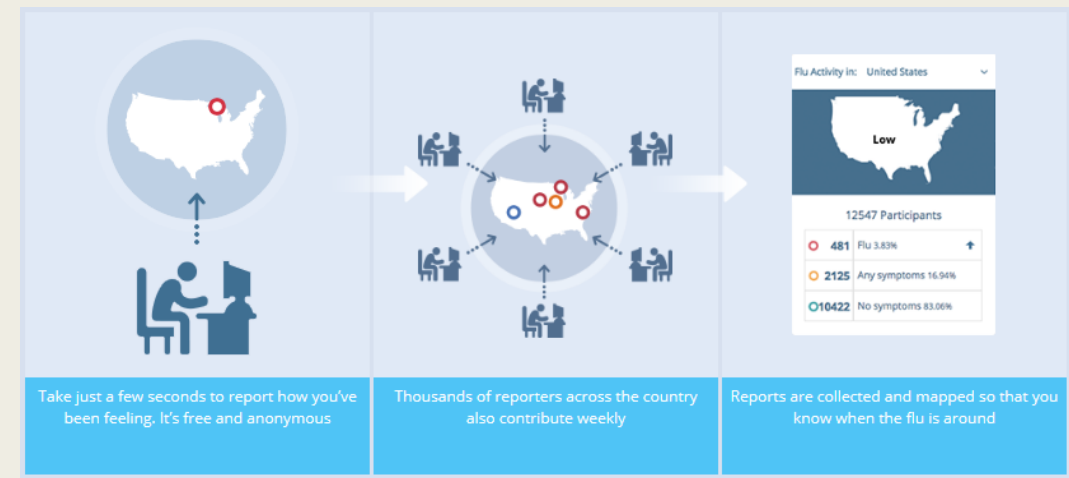 Flu Activity in: United States
Low
12547 Participants
481 Flu 3.83%
2125 Any symptoms 16.94%
10422 No symptoms 83.06%
Take just a few seconds to report how you've
been feeling. It's free and anonymous
Thousands of reporters across the country
also contribute weekly
Reports are collected and mapped so that you
know when the flu is around